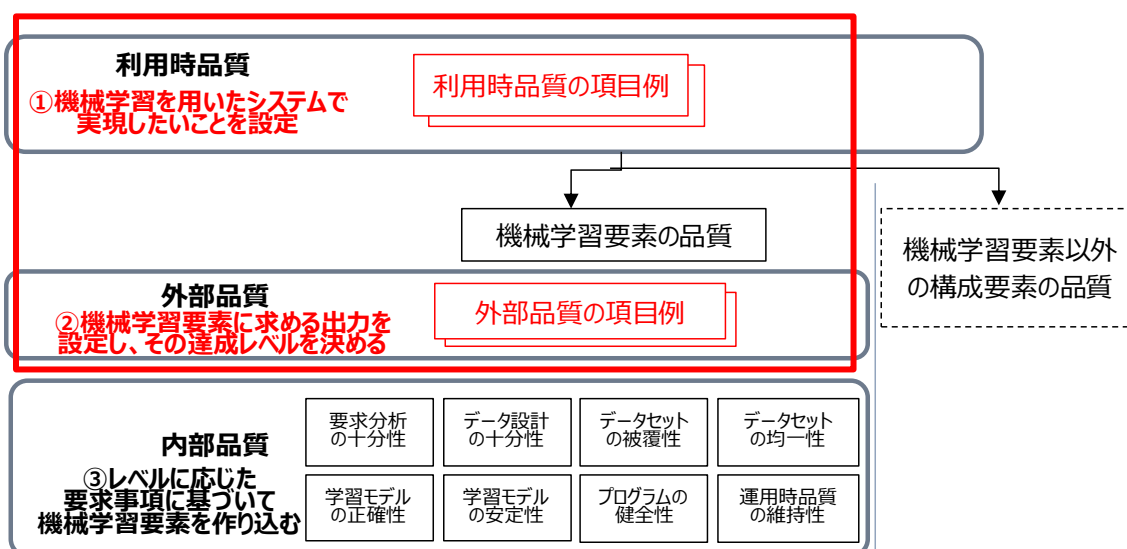 利用時品質
①機械学習を用いたシステムで
実現したいことを設定
利用時品質の項目例
機械学習要素の品質
機械学習要素以外
の構成要素の品質
外部品質
②機械学習要素に求める出力を
設定し、その達成レベルを決める
外部品質の項目例
内部品質
③レベルに応じた
要求事項に基づいて
機械学習要素を作り込む
要求分析
の十分性
データ設計
の十分性
データセット
の被覆性
データセット
の均一性
学習モデル
の正確性
学習モデル
の安定性
プログラムの
健全性
運用時品質
の維持性